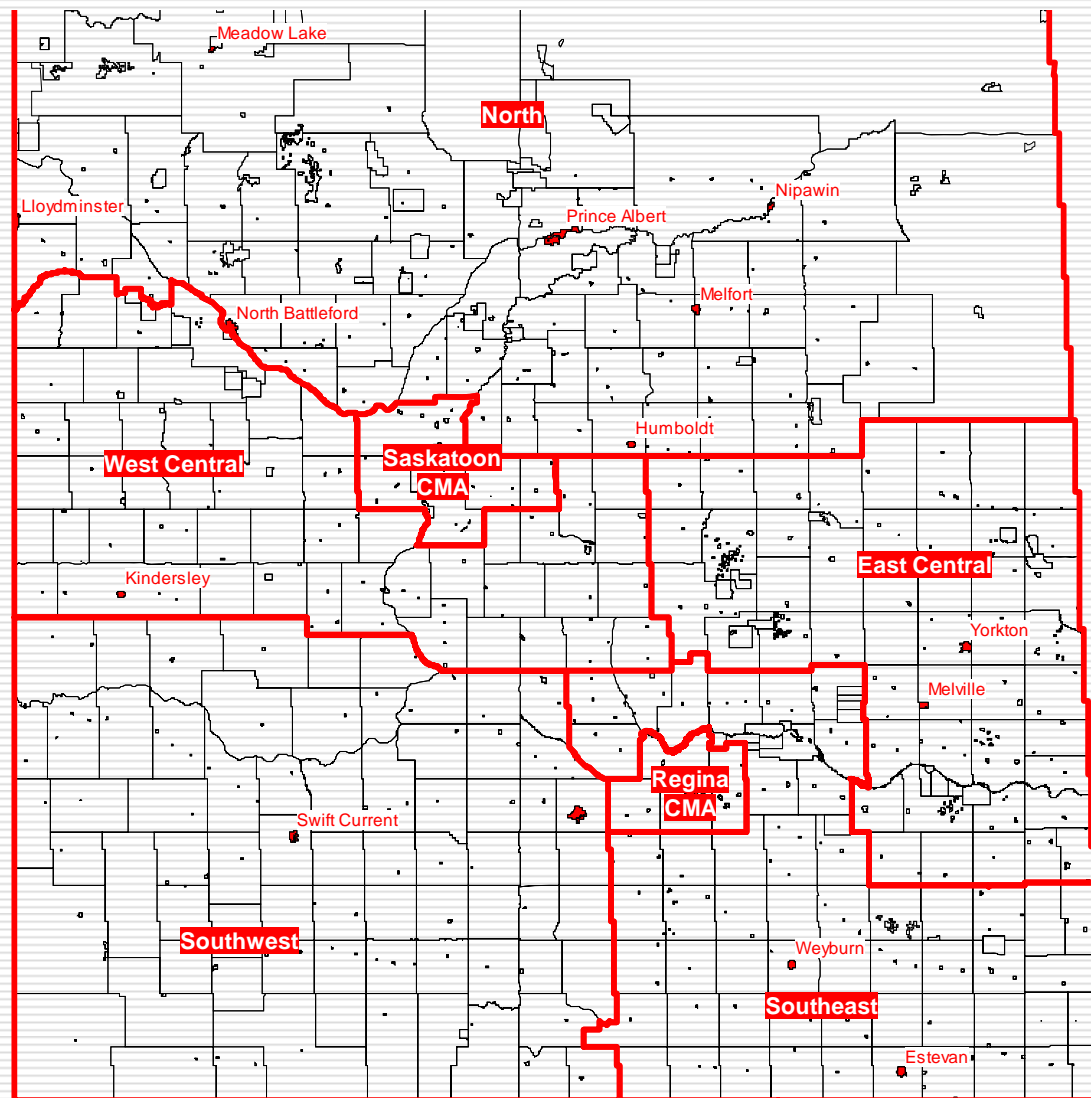 Meadow Lake
North
Nipawin
Lloydminster
Prince Albert
Melfort
North Battleford
Humboldt
West Central
Saskatoon
CMA
East Central
Kindersley
Yorkton
Melville
Regina
CMA
Swift Current
Southwest
Weyburn
Southeast
Estevan